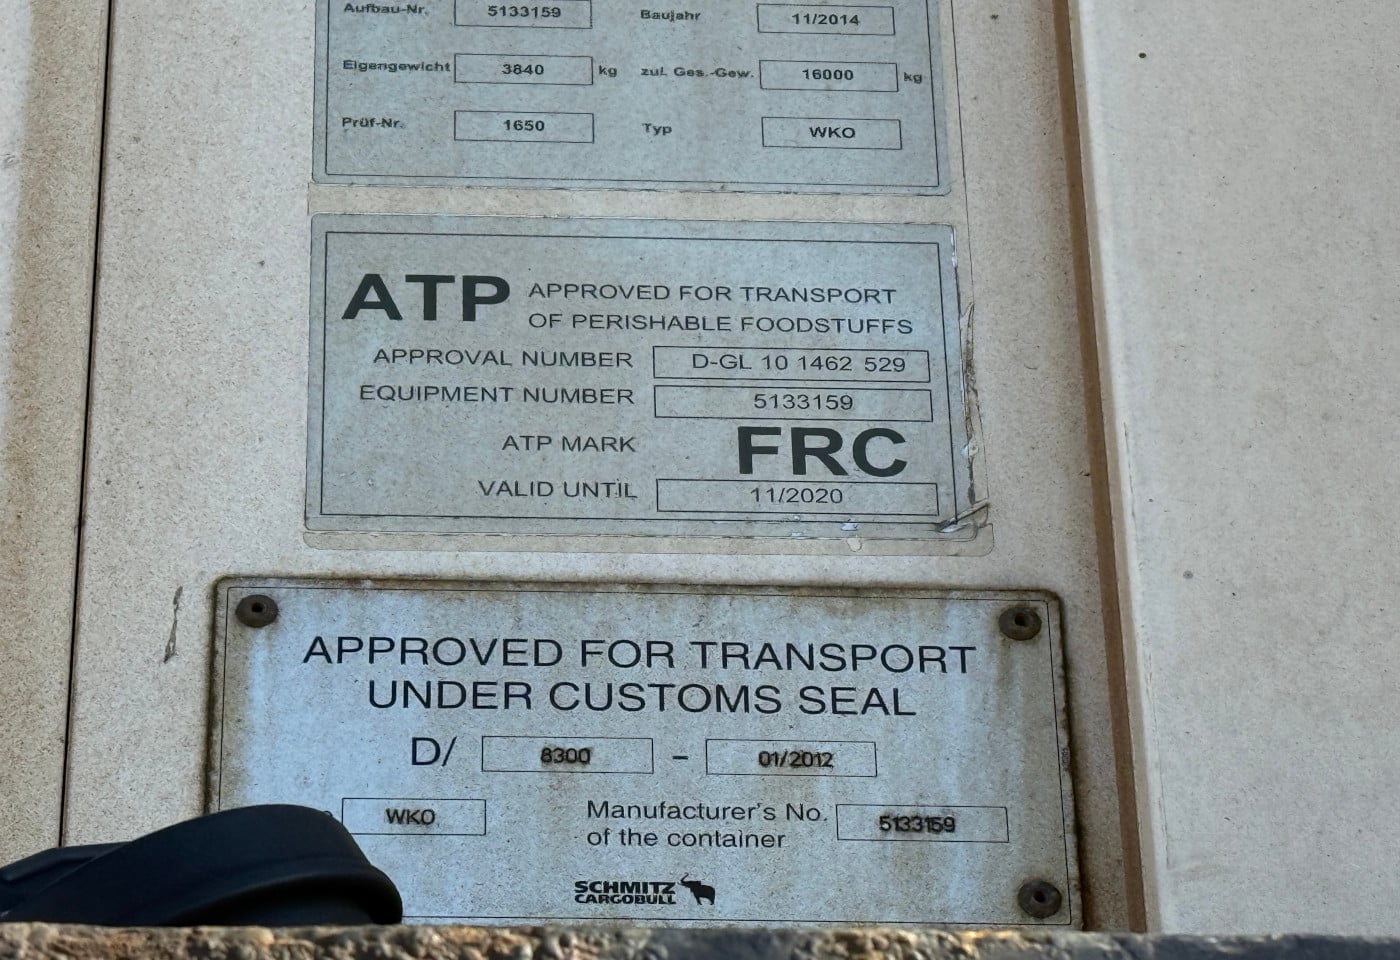 Aufbau-Nr. 5133159 Baujahr 11/2014
Eigengewicht 3840 kg zul. Ges.-Gew. 16000 kg
Prüf-Nr. 1650 Typ WKO
ATP APPROVED FOR TRANSPORT
OF PERISHABLE FOODSTUFFS
APPROVAL NUMBER D-GL 10 1462 529
EQUIPMENT NUMBER 5133159
ATP MARK FRC
VALID UNTIL 11/2020
APPROVED FOR TRANSPORT
UNDER CUSTOMS SEAL
D/ 8300 - 01/2012
WKO Manufacturer's No. 5133159
of the container
SCHMITZ
CARGOBULL